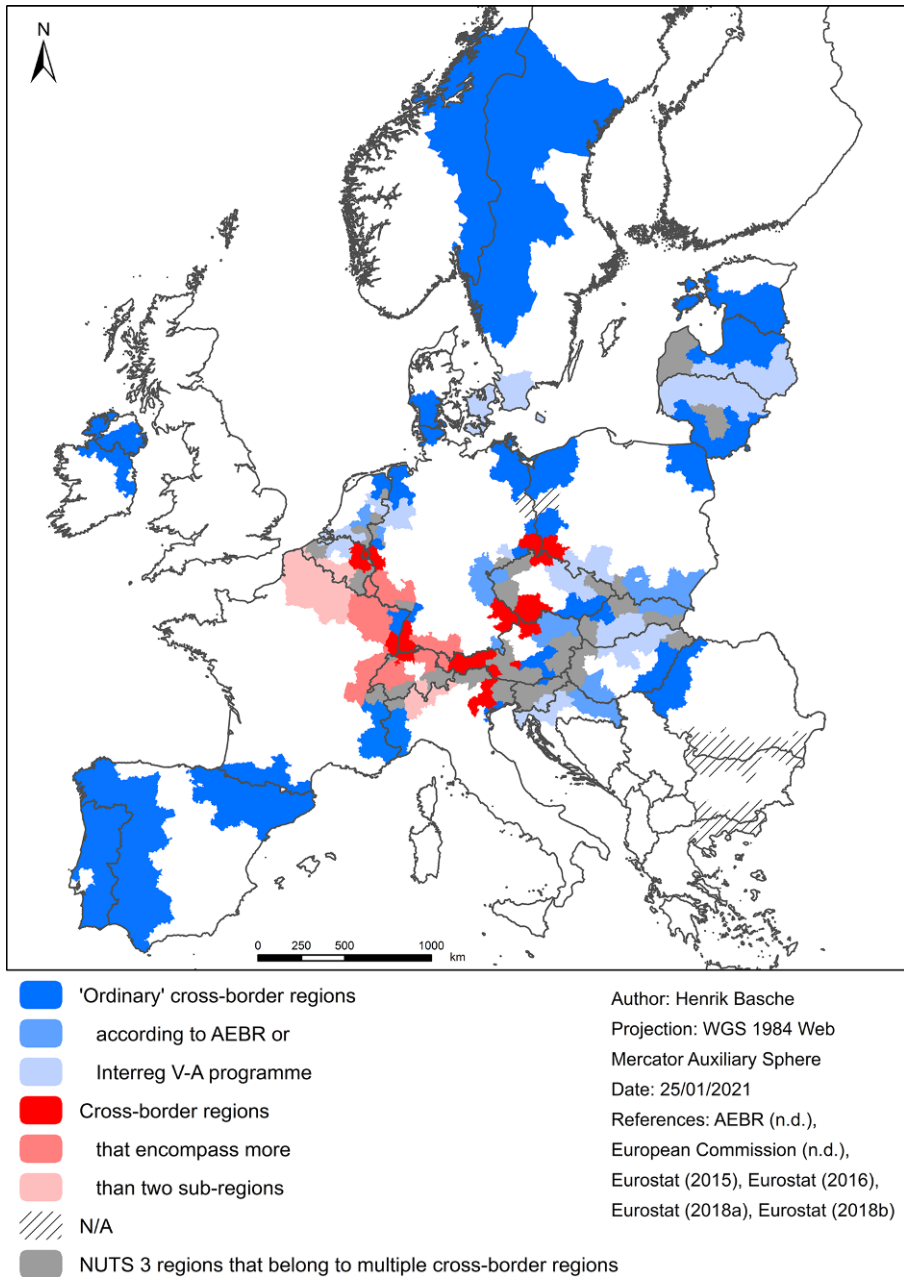 N
0 250 500 1000
km
'Ordinary' cross-border regions
according to AEBR or
Interreg V-A programme
Cross-border regions
that encompass more
than two sub-regions
N/A
NUTS 3 regions that belong to multiple cross-border regions
Author: Henrik Basche
Projection: WGS 1984 Web
Mercator Auxiliary Sphere
Date: 25/01/2021
References: AEBR (n.d.),
European Commission (n.d.),
Eurostat (2015), Eurostat (2016),
Eurostat (2018a), Eurostat (2018b)